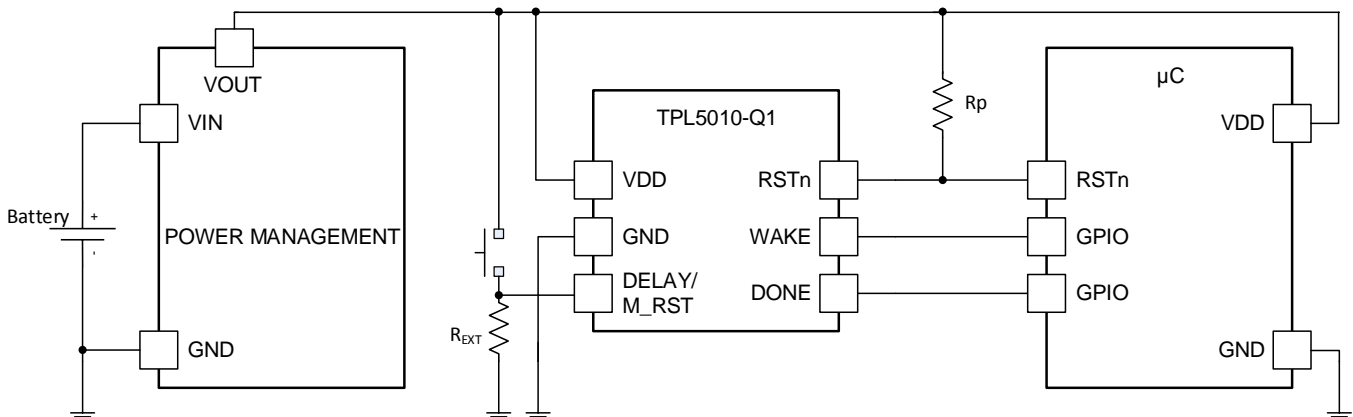 VOUT
VIN
Battery
+
-
POWER MANAGEMENT
GND
R_EXT
TPL5010-Q1
VDD
GND
DELAY/
M_RST
RSTn
WAKE
DONE
Rp
µC
VDD
RSTn
GPIO
GPIO
GND